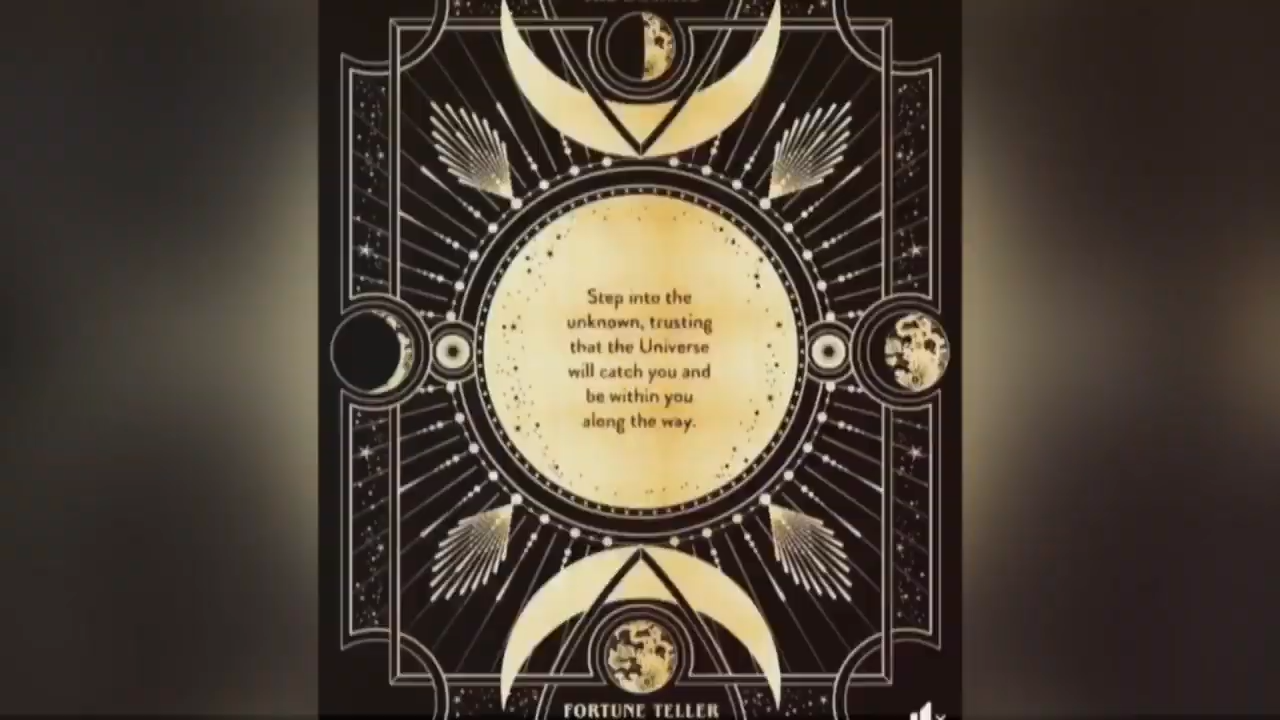 Step into the
unknown, trusting
that the Universe
will catch you and
be within you
along the way.
FORTUNE TELLER